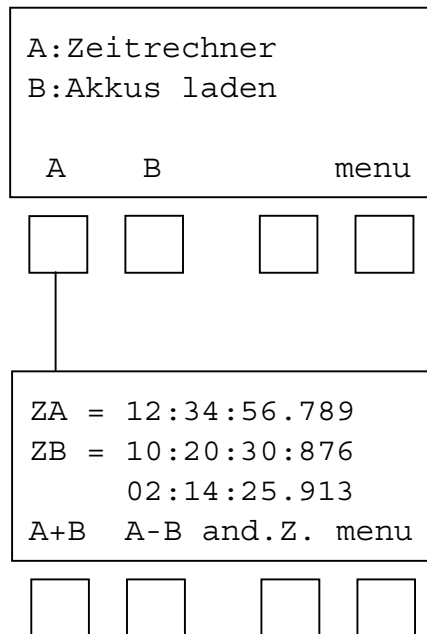 A:Zeitrechner
B:Akkus laden
A B menu
ZA = 12:34:56.789
ZB = 10:20:30:876
02:14:25.913
A+B A-B and.Z. menu